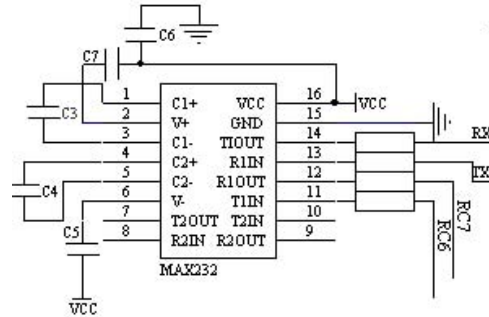 C6
C7
1 C1+ VCC 16 VCC
2 V+ GND 15
C3
3 C1- TIOUT 14 RX
4 C2+ R1IN 13
C4
5 C2- R1OUT 12 TX
6 V- T1IN 11
C5
7 T2OUT T2IN 10
8 R2IN R2OUT 9
RC6
RC7
MAX232
VCC